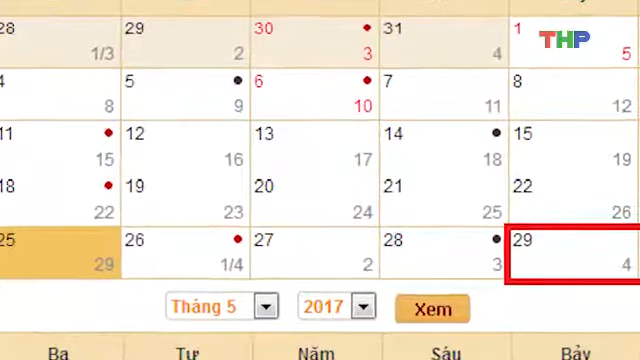 28 29 30 31 1 THP
1/3 2 3 4 5
4 5 6 7 8
8 9 10 11 12
11 12 13 14 15
15 16 17 18 19
18 19 20 21 22
22 23 24 25 26
25 26 27 28 29
29 1/4 2 3 4
Tháng 5 2017 Xem
Ba Tư Năm Sáu Bảy